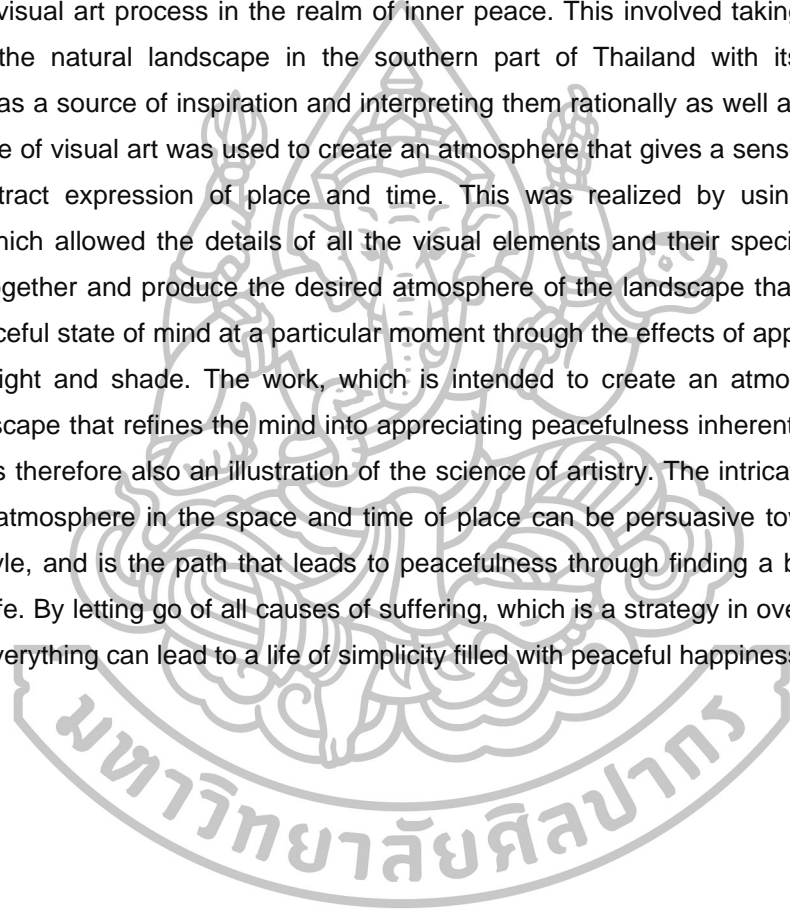 visual art process in the realm of inner peace. This involved taking
the natural landscape in the southern part of Thailand with its
as a source of inspiration and interpreting them rationally as well a
e of visual art was used to create an atmosphere that gives a sens
tract expression of place and time. This was realized by usin
hich allowed the details of all the visual elements and their speci
ogether and produce the desired atmosphere of the landscape tha
ceful state of mind at a particular moment through the effects of app
ight and shade. The work, which is intended to create an atmo
scape that refines the mind into appreciating peacefulness inherent
s therefore also an illustration of the science of artistry. The intrica
atmosphere in the space and time of place can be persuasive tow
yle, and is the path that leads to peacefulness through finding a b
fe. By letting go of all causes of suffering, which is a strategy in ove
verything can lead to a life of simplicity filled with peaceful happiness
มหาวิทยาลัยศิลปากร